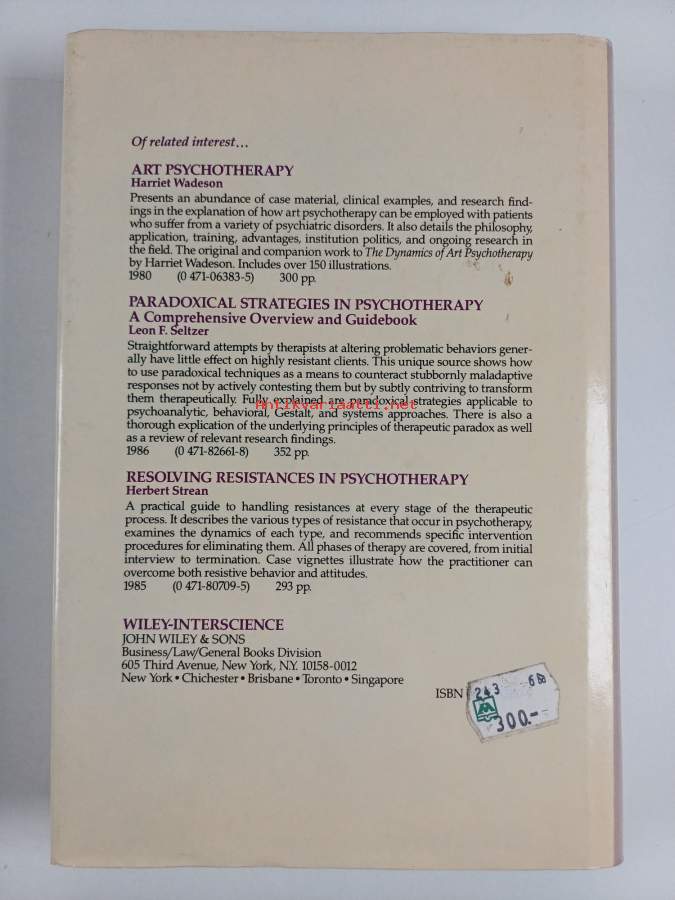 Of related interest...
ART PSYCHOTHERAPY
Harriet Wadeson
Presents an abundance of case material, clinical examples, and research find-
ings in the explanation of how art psychotherapy can be employed with patients
who suffer from a variety of psychiatric disorders. It also details the philosophy,
application, training, advantages, institution politics, and ongoing research in
the field. The original and companion work to The Dynamics of Art Psychotherapy
by Harriet Wadeson. Includes over 150 illustrations.
1980 (0 471-06383-5) 300 pp.
PARADOXICAL STRATEGIES IN PSYCHOTHERAPY
A Comprehensive Overview and Guidebook
Leon F. Seltzer
Straightforward attempts by therapists at altering problematic behaviors gener-
ally have little effect on highly resistant clients. This unique source shows how
to use paradoxical techniques as a means to counteract stubbornly maladaptive
responses not by actively contesting them but by subtly contriving to transform
them therapeutically. Fully explained are paradoxical strategies applicable to
Antikvariaatti.net
psychoanalytic, behavioral, Gestalt, and systems approaches. There is also a
thorough explication of the underlying principles of therapeutic paradox as well
as a review of relevant research findings.
1986 (0 471-82661-8) 352 pp.
RESOLVING RESISTANCES IN PSYCHOTHERAPY
Herbert Strean
A practical guide to handling resistances at every stage of the therapeutic
process. It describes the various types of resistance that occur in psychotherapy,
examines the dynamics of each type, and recommends specific intervention
procedures for eliminating them. All phases of therapy are covered, from initial
interview to termination. Case vignettes illustrate how the practitioner can
overcome both resistive behavior and attitudes.
1985 (0 471-80709-5) 293 pp.
WILEY-INTERSCIENCE
JOHN WILEY & SONS
Business/Law/General Books Division
605 Third Avenue, New York, N.Y. 10158-0012
New York • Chichester • Brisbane • Toronto • Singapore
ISBN
243
300.-